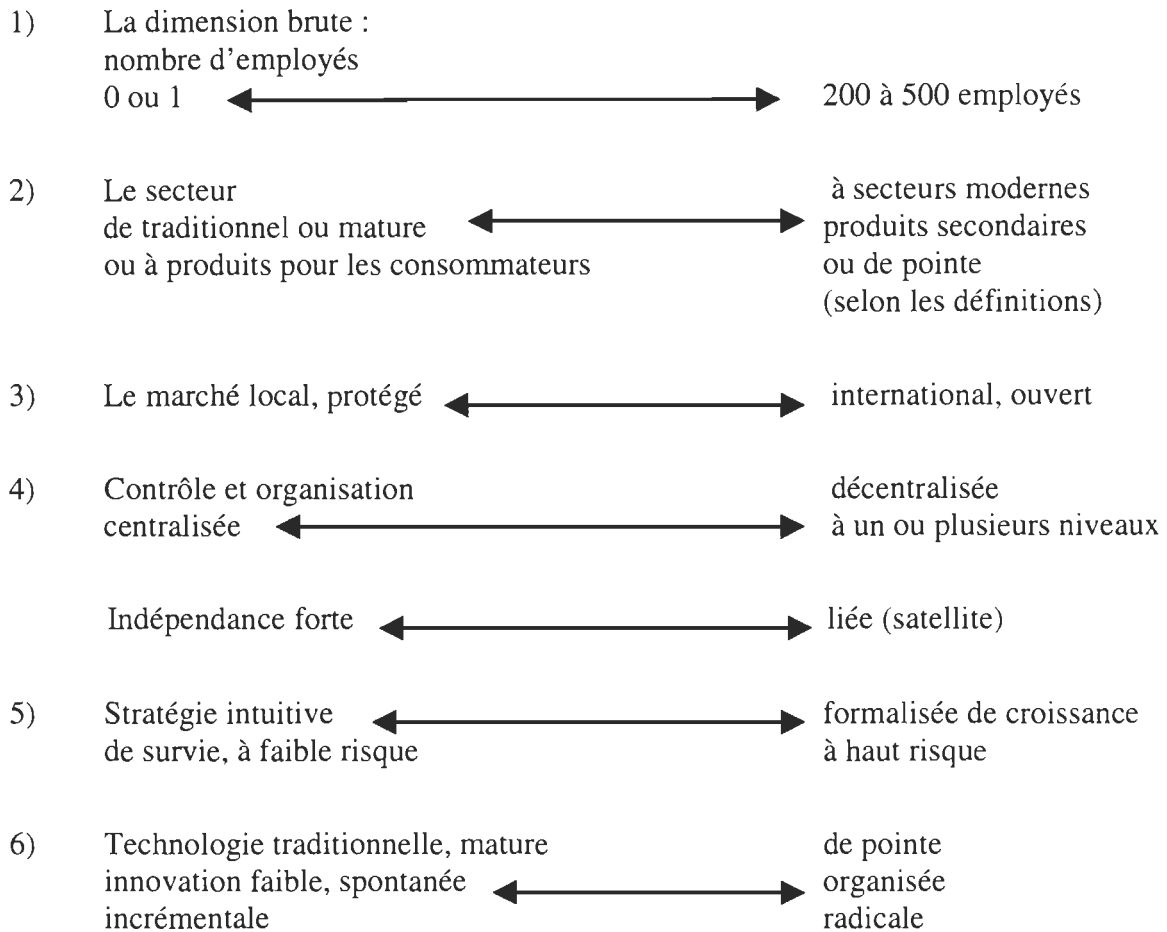 1) La dimension brute :
nombre d'employés
0 ou 1 200 à 500 employés
2) Le secteur à secteurs modernes
de traditionnel ou mature produits secondaires
ou à produits pour les consommateurs ou de pointe
(selon les définitions)
3) Le marché local, protégé international, ouvert
4) Contrôle et organisation décentralisée
centralisée à un ou plusieurs niveaux
Indépendance forte liée (satellite)
5) Stratégie intuitive formalisée de croissance
de survie, à faible risque à haut risque
6) Technologie traditionnelle, mature de pointe
innovation faible, spontanée organisée
incrémentale radicale